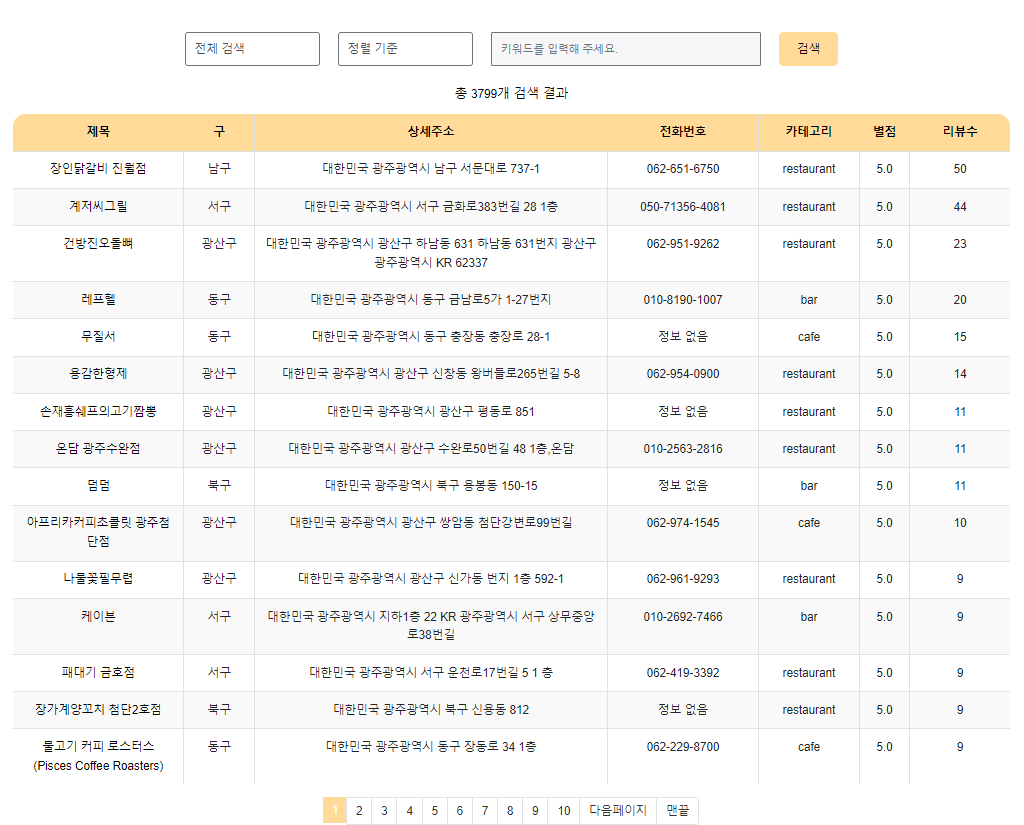 전체 검색 정렬 기준 키워드를 입력해 주세요. 검색
총 3799개 검색 결과
제목 구 상세주소 전화번호 카테고리 별점 리뷰수
장인닭갈비 진월점 남구 대한민국 광주광역시 남구 서문대로 737-1 062-651-6750 restaurant 5.0 50
계저씨그릴 서구 대한민국 광주광역시 서구 금화로383번길 28 1층 050-71356-4081 restaurant 5.0 44
건방진오돌뼈 광산구 대한민국 광주광역시 광산구 하남동 631 하남동 631번지 광산구 062-951-9262 restaurant 5.0 23
광주광역시 KR 62337
레프헬 동구 대한민국 광주광역시 동구 금남로5가 1-27번지 010-8190-1007 bar 5.0 20
무질서 동구 대한민국 광주광역시 동구 충장동 충장로 28-1 정보 없음 cafe 5.0 15
용감한형제 광산구 대한민국 광주광역시 광산구 신창동 왕버들로265번길 5-8 062-954-0900 restaurant 5.0 14
손재흘쉐프의고기짬뽕 광산구 대한민국 광주광역시 광산구 평동로 851 정보 없음 restaurant 5.0 11
온담 광주수완점 광산구 대한민국 광주광역시 광산구 수완로50번길 48 1층,온담 010-2563-2816 restaurant 5.0 11
덤덤 북구 대한민국 광주광역시 북구 용봉동 150-15 정보 없음 bar 5.0 11
아프리카커피초콜릿 광주첨 광산구 대한민국 광주광역시 광산구 쌍암동 첨단강변로99번길 062-974-1545 cafe 5.0 10
단점
나물꽃필무렵 광산구 대한민국 광주광역시 광산구 신가동 번지 1층 592-1 062-961-9293 restaurant 5.0 9
케이븐 서구 대한민국 광주광역시 지하1층 22 KR 광주광역시 서구 상무중앙 010-2692-7466 bar 5.0 9
로38번길
패대기 금호점 서구 대한민국 광주광역시 서구 운천로17번길 5 1 층 062-419-3392 restaurant 5.0 9
장가계양꼬치 첨단2호점 북구 대한민국 광주광역시 북구 신용동 812 정보 없음 restaurant 5.0 9
물고기 커피 로스터스 동구 대한민국 광주광역시 동구 장동로 34 1층 062-229-8700 cafe 5.0 9
(Pisces Coffee Roasters)
1 2 3 4 5 6 7 8 9 10 다음페이지 맨끝